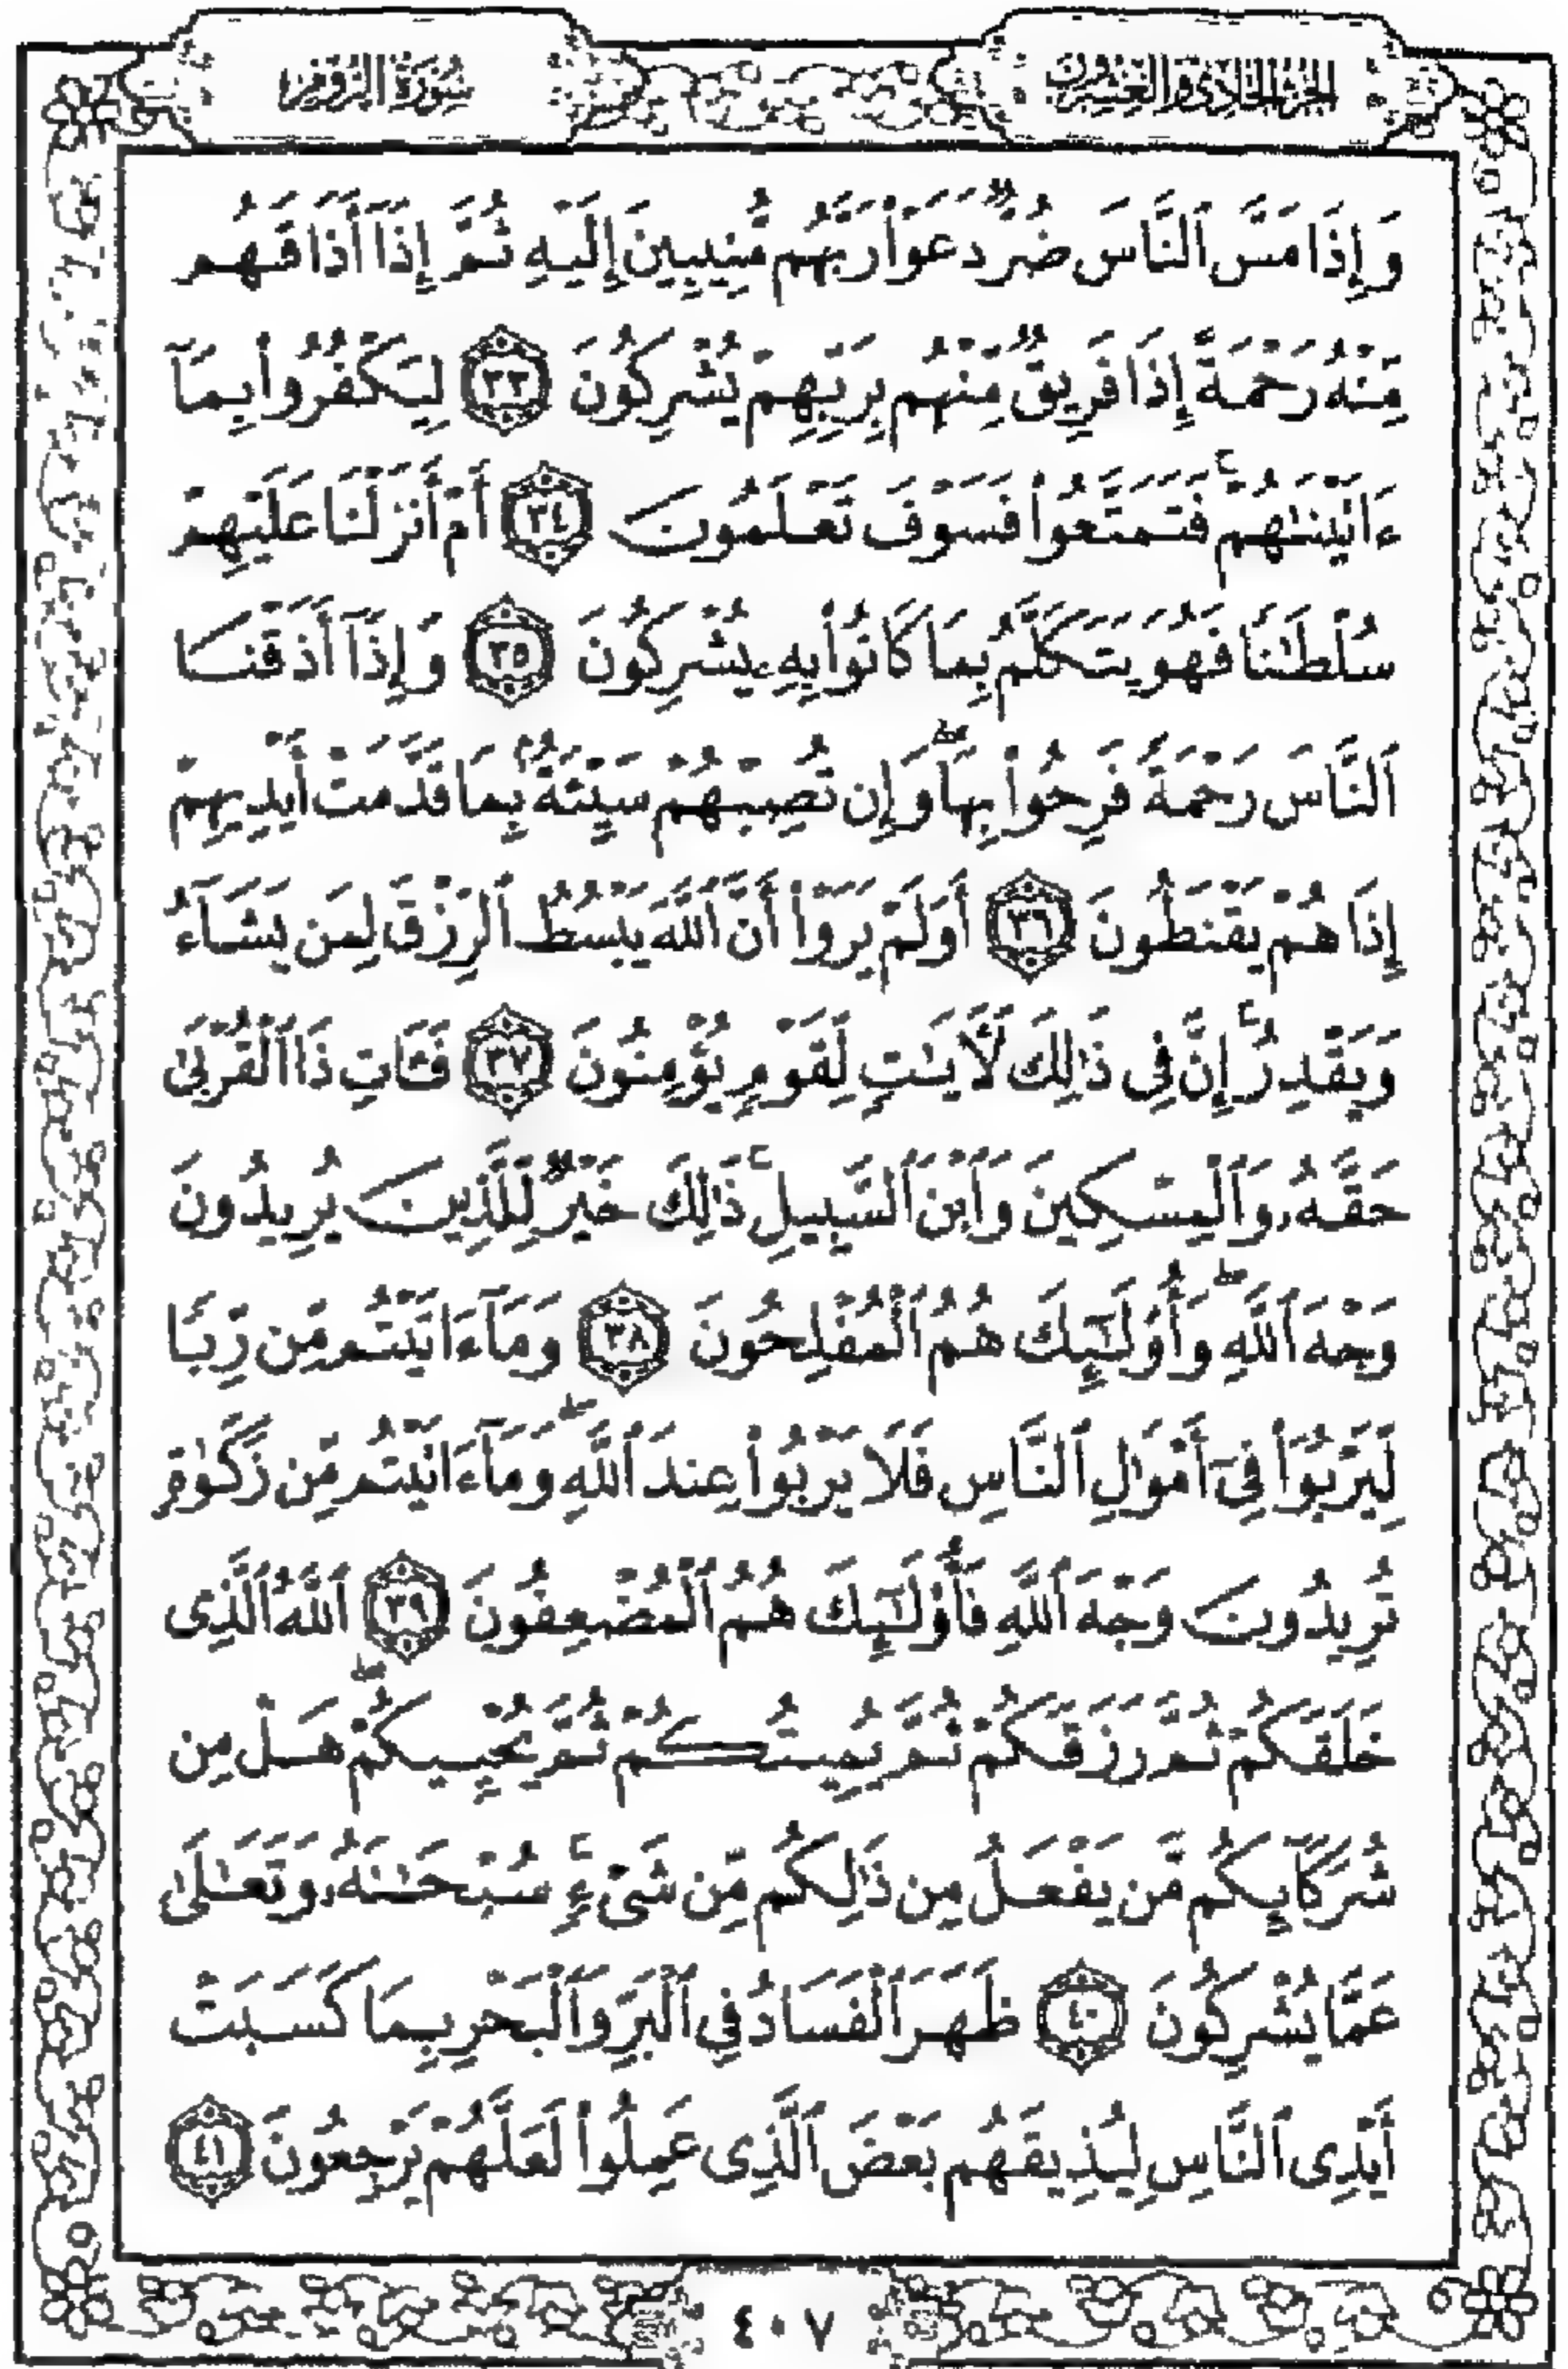 الجزء الحادي والعشرون
سورة الروم
وَإِذَا مَسَّ ٱلنَّاسَ ضُرٌّ دَعَوْا۟ رَبَّهُم مُّنِيبِينَ إِلَيْهِ ثُمَّ إِذَآ أَذَاقَهُم
مِّنْهُ رَحْمَةً إِذَا فَرِيقٌ مِّنْهُم بِرَبِّهِمْ يُشْرِكُونَ ٣٣ لِيَكْفُرُوا۟ بِمَآ
ءَاتَيْنَٰهُمْ ۚ فَتَمَتَّعُوا۟ فَسَوْفَ تَعْلَمُونَ ٣٤ أَمْ أَنزَلْنَا عَلَيْهِمْ
سُلْطَٰنًا فَهُوَ يَتَكَلَّمُ بِمَا كَانُوا۟ بِهِۦ يُشْرِكُونَ ٣٥ وَإِذَآ أَذَقْنَا
ٱلنَّاسَ رَحْمَةً فَرِحُوا۟ بِهَا ۖ وَإِن تُصِبْهُمْ سَيِّئَةٌۢ بِمَا قَدَّمَتْ أَيْدِيهِمْ
إِذَا هُمْ يَقْنَطُونَ ٣٦ أَوَلَمْ يَرَوْا۟ أَنَّ ٱللَّهَ يَبْسُطُ ٱلرِّزْقَ لِمَن يَشَآءُ
وَيَقْدِرُ ۚ إِنَّ فِى ذَٰلِكَ لَءَايَٰتٍ لِّقَوْمٍ يُؤْمِنُونَ ٣٧ فَـَٔاتِ ذَا ٱلْقُرْبَىٰ
حَقَّهُۥ وَٱلْمِسْكِينَ وَٱبْنَ ٱلسَّبِيلِ ۚ ذَٰلِكَ خَيْرٌ لِّلَّذِينَ يُرِيدُونَ
وَجْهَ ٱللَّهِ ۖ وَأُو۟لَٰٓئِكَ هُمُ ٱلْمُفْلِحُونَ ٣٨ وَمَآ ءَاتَيْتُم مِّن رِّبًا
لِّيَرْبُوَا۟ فِىٓ أَمْوَٰلِ ٱلنَّاسِ فَلَا يَرْبُوا۟ عِندَ ٱللَّهِ ۖ وَمَآ ءَاتَيْتُم مِّن زَكَوٰةٍ
تُرِيدُونَ وَجْهَ ٱللَّهِ فَأُو۟لَٰٓئِكَ هُمُ ٱلْمُضْعِفُونَ ٣٩ ٱللَّهُ ٱلَّذِى
خَلَقَكُمْ ثُمَّ رَزَقَكُمْ ثُمَّ يُمِيتُكُمْ ثُمَّ يُحْيِيكُمْ ۖ هَلْ مِن
شُرَكَآئِكُم مَّن يَفْعَلُ مِن ذَٰلِكُم مِّن شَىْءٍ ۚ سُبْحَٰنَهُۥ وَتَعَٰلَىٰ
عَمَّا يُشْرِكُونَ ٤٠ ظَهَرَ ٱلْفَسَادُ فِى ٱلْبَرِّ وَٱلْبَحْرِ بِمَا كَسَبَتْ
أَيْدِى ٱلنَّاسِ لِيُذِيقَهُم بَعْضَ ٱلَّذِى عَمِلُوا۟ لَعَلَّهُمْ يَرْجِعُونَ ٤١
٤٠٧